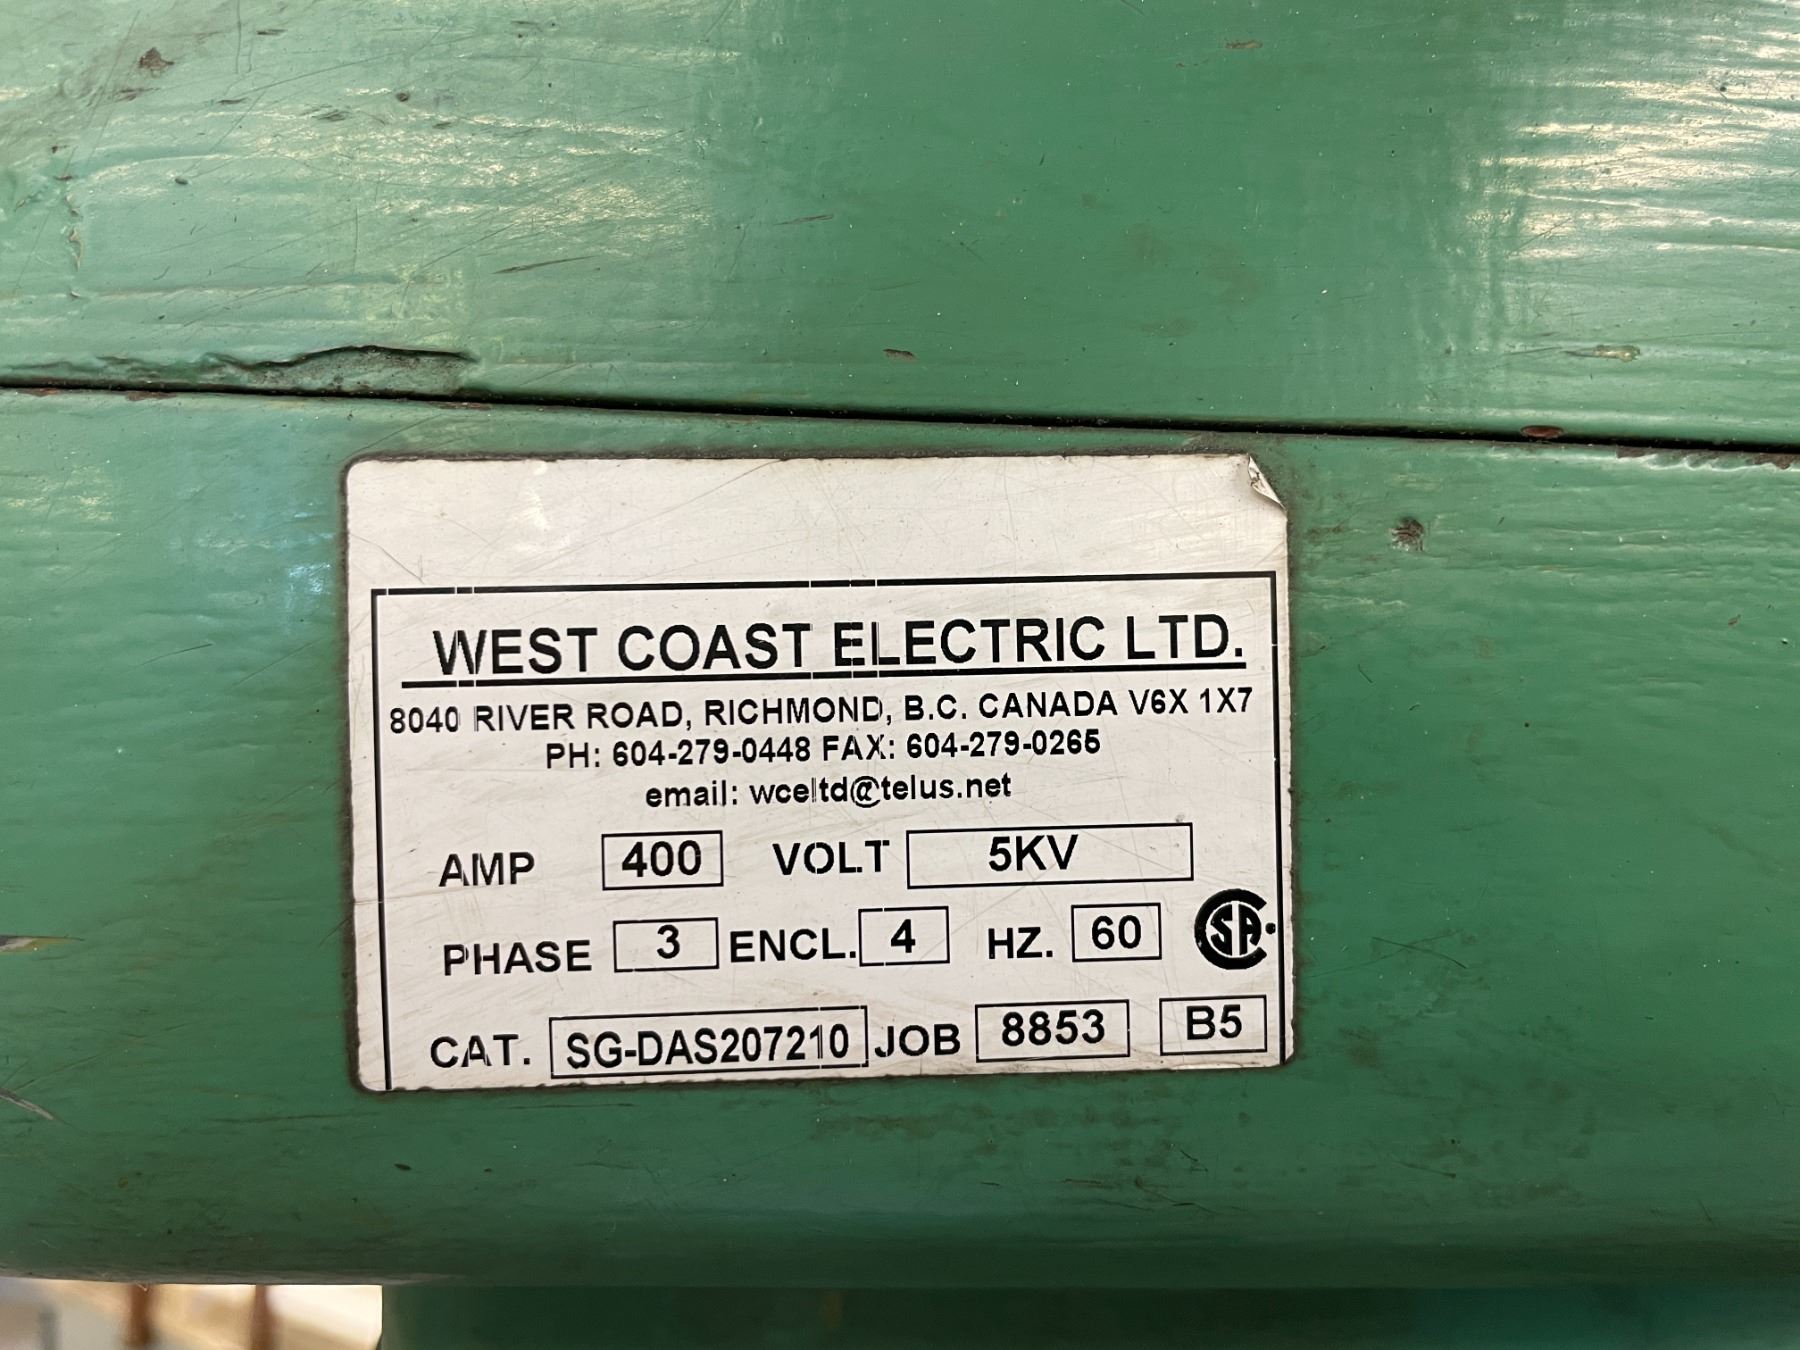 WEST COAST ELECTRIC LTD.
8040 RIVER ROAD, RICHMOND, B.C. CANADA V6X 1X7
PH: 604-279-0448 FAX: 604-279-0265
email: wceltd@telus.net
AMP 400 VOLT 5KV
PHASE 3 ENCL. 4 HZ. 60 CSA
CAT. SG-DAS207210 JOB 8853 B5